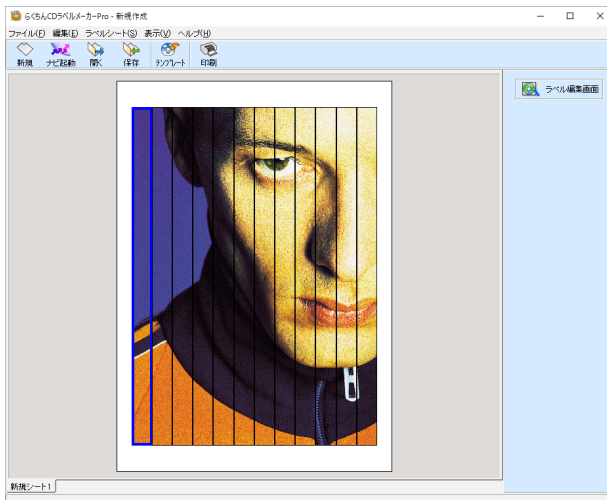 らくちんCDラベルメーカーPro - 新規作成
ファイル(F) 編集(E) ラベルシート(S) 表示(V) ヘルプ(H)
新規 ナビ起動 開く 保存 テンプレート 印刷
ラベル編集画面
新規シート1